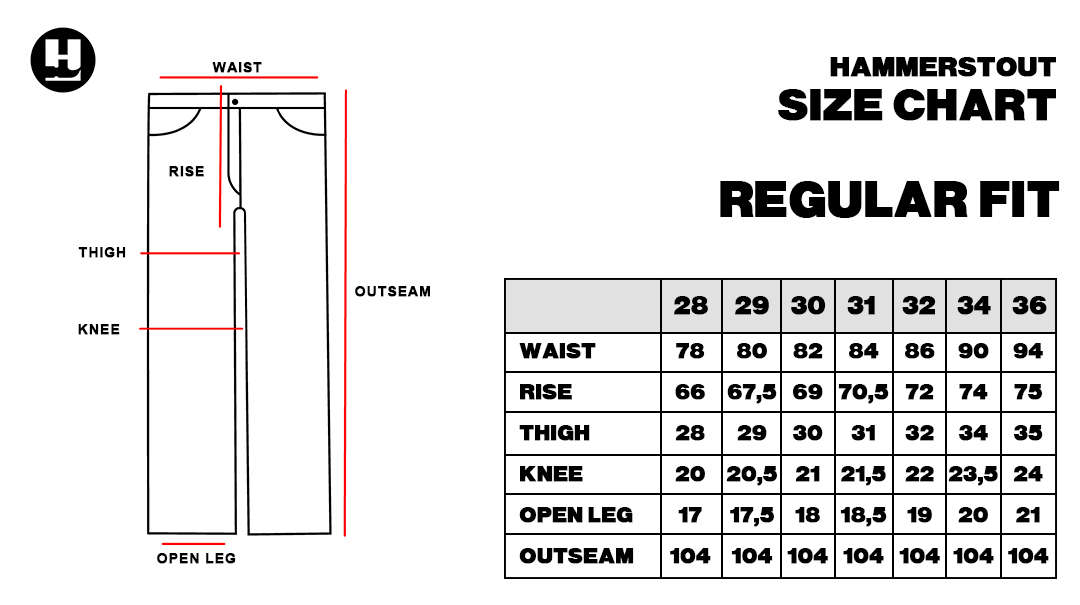 HAMMERSTOUT
SIZE CHART
REGULAR FIT
WAIST
RISE
THIGH
KNEE
OUTSEAM
OPEN LEG
28 29 30 31 32 34 36
WAIST 78 80 82 84 86 90 94
RISE 66 67,5 69 70,5 72 74 75
THIGH 28 29 30 31 32 34 35
KNEE 20 20,5 21 21,5 22 23,5 24
OPEN LEG 17 17,5 18 18,5 19 20 21
OUTSEAM 104 104 104 104 104 104 104